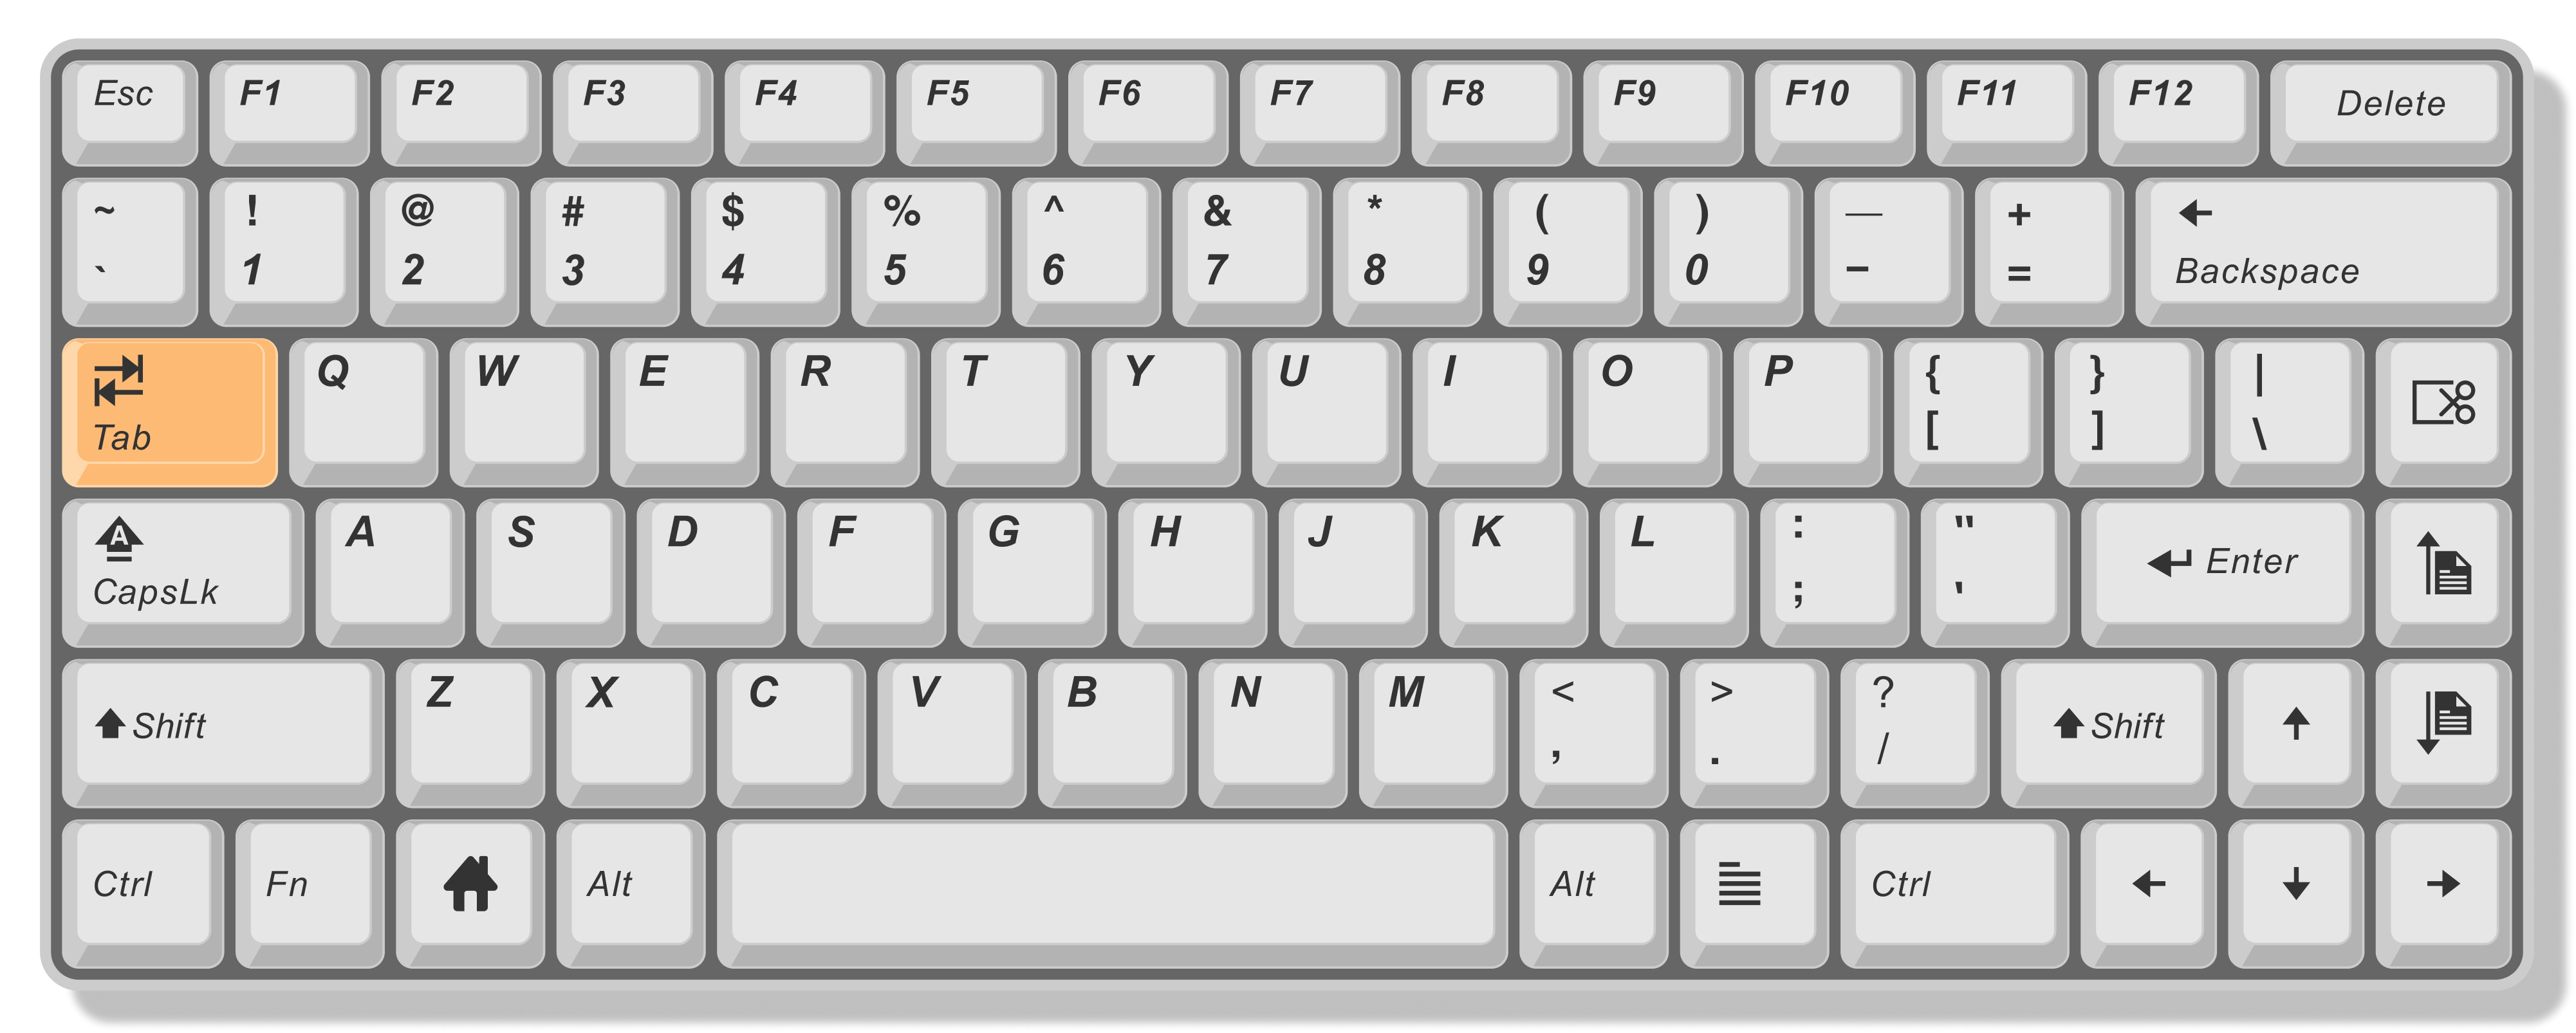 Esc F1 F2 F3 F4 F5 F6 F7 F8 F9 F10 F11 F12 Delete
~ ! @ # $ % ^ & * ( ) — +
` 1 2 3 4 5 6 7 8 9 0 - = Backspace
Q W E R T Y U I O P { } |
Tab [ ] \
A A S D F G H J K L : "
CapsLk ; ' Enter
Z X C V B N M < > ?
Shift , . / Shift
Ctrl Fn Alt Alt Ctrl